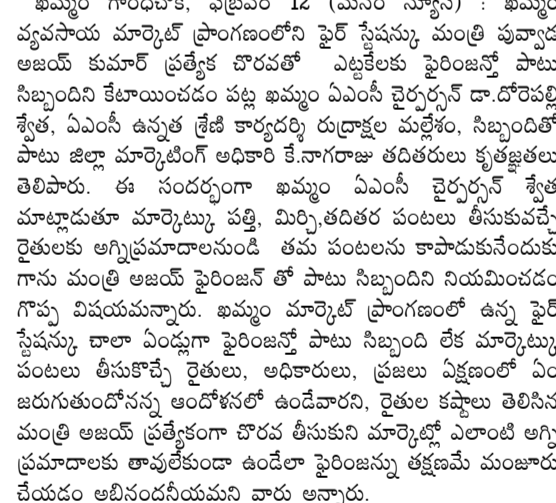 ఖమ్మం గాంధీచౌక్, ఫిబ్రవరి 12 (మనం న్యూస్) : ఖమ్మం
వ్యవసాయ మార్కెట్ ప్రాంగణంలోని ఫైర్ స్టేషన్కు మంత్రి పువ్వాడ
అజయ్ కుమార్ ప్రత్యేక చొరవతో ఎట్టకేలకు ఫైరింజన్తో పాటు
సిబ్బందిని కేటాయించడం పట్ల ఖమ్మం ఏఎంసీ చైర్పర్సన్ డా.దోరెపల్లి
శ్వేత, ఏఎంసీ ఉన్నత శ్రేణి కార్యదర్శి రుద్రాక్షల మల్లేశం, సిబ్బందితో
పాటు జిల్లా మార్కెటింగ్ అధికారి కే.నాగరాజు తదితరులు కృతజ్ఞతలు
తెలిపారు. ఈ సందర్భంగా ఖమ్మం ఏఎంసీ చైర్పర్సన్ శ్వేత
మాట్లాడుతూ మార్కెట్కు పత్తి, మిర్చి,తదితర పంటలు తీసుకువచ్చే
రైతులకు అగ్నిప్రమాదాలనుండి తమ పంటలను కాపాడుకునేందుకు
గాను మంత్రి అజయ్ ఫైరింజన్ తో పాటు సిబ్బందిని నియమించడం
గొప్ప విషయమన్నారు. ఖమ్మం మార్కెట్ ప్రాంగణంలో ఉన్న ఫైర్
స్టేషన్కు చాలా ఏండ్లుగా ఫైరింజన్తో పాటు సిబ్బంది లేక మార్కెట్కు
పంటలు తీసుకొచ్చే రైతులు, అధికారులు, ప్రజలు ఏక్షణంలో ఏం
జరుగుతుందోనన్న ఆందోళనలో ఉండేవారని, రైతుల కష్టాలు తెలిసిన
మంత్రి అజయ్ ప్రత్యేకంగా చొరవ తీసుకుని మార్కెట్లో ఎలాంటి అగ్ని
ప్రమాదాలకు తావులేకుండా ఉండేలా ఫైరింజన్ను తక్షణమే మంజూరు
చేయడం అభినందనీయమని వారు అన్నారు.